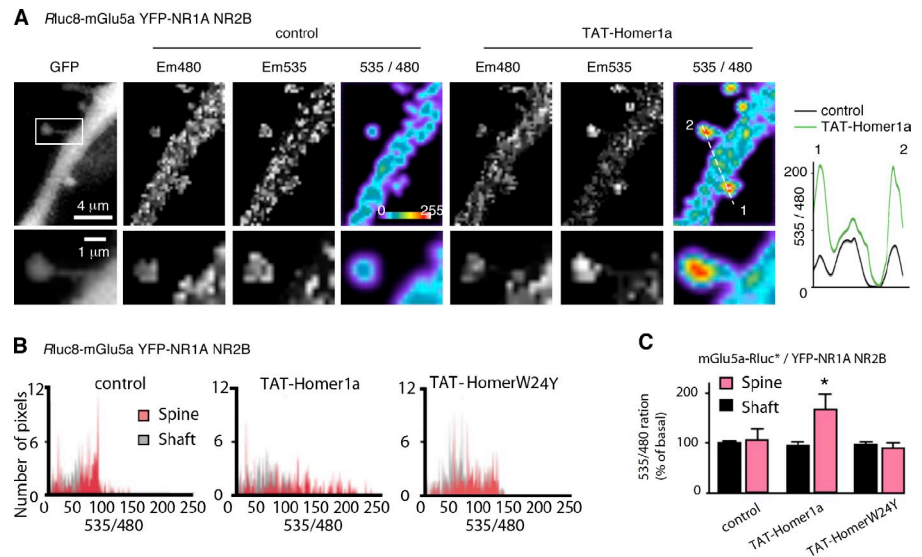 A
Rluc8-mGlu5a YFP-NR1A NR2B
control
TAT-Homer1a
GFP
Em480
Em535
535 / 480
Em480
Em535
535 / 480
4 µm
1 µm
0
255
2
1
control
TAT-Homer1a
1
2
200
535 / 480
0
B
Rluc8-mGlu5a YFP-NR1A NR2B
Number of pixels
12
6
0
control
Spine
Shaft
0 50 100 150 200 250
535/480
12
6
0
TAT-Homer1a
0 50 100 150 200 250
535/480
12
6
0
TAT-HomerW24Y
0 50 100 150 200 250
535/480
C
mGlu5a-Rluc* / YFP-NR1A NR2B
535/480 ration
(% of basal)
200
100
0
Spine
Shaft
*
control
TAT-Homer1a
TAT-HomerW24Y